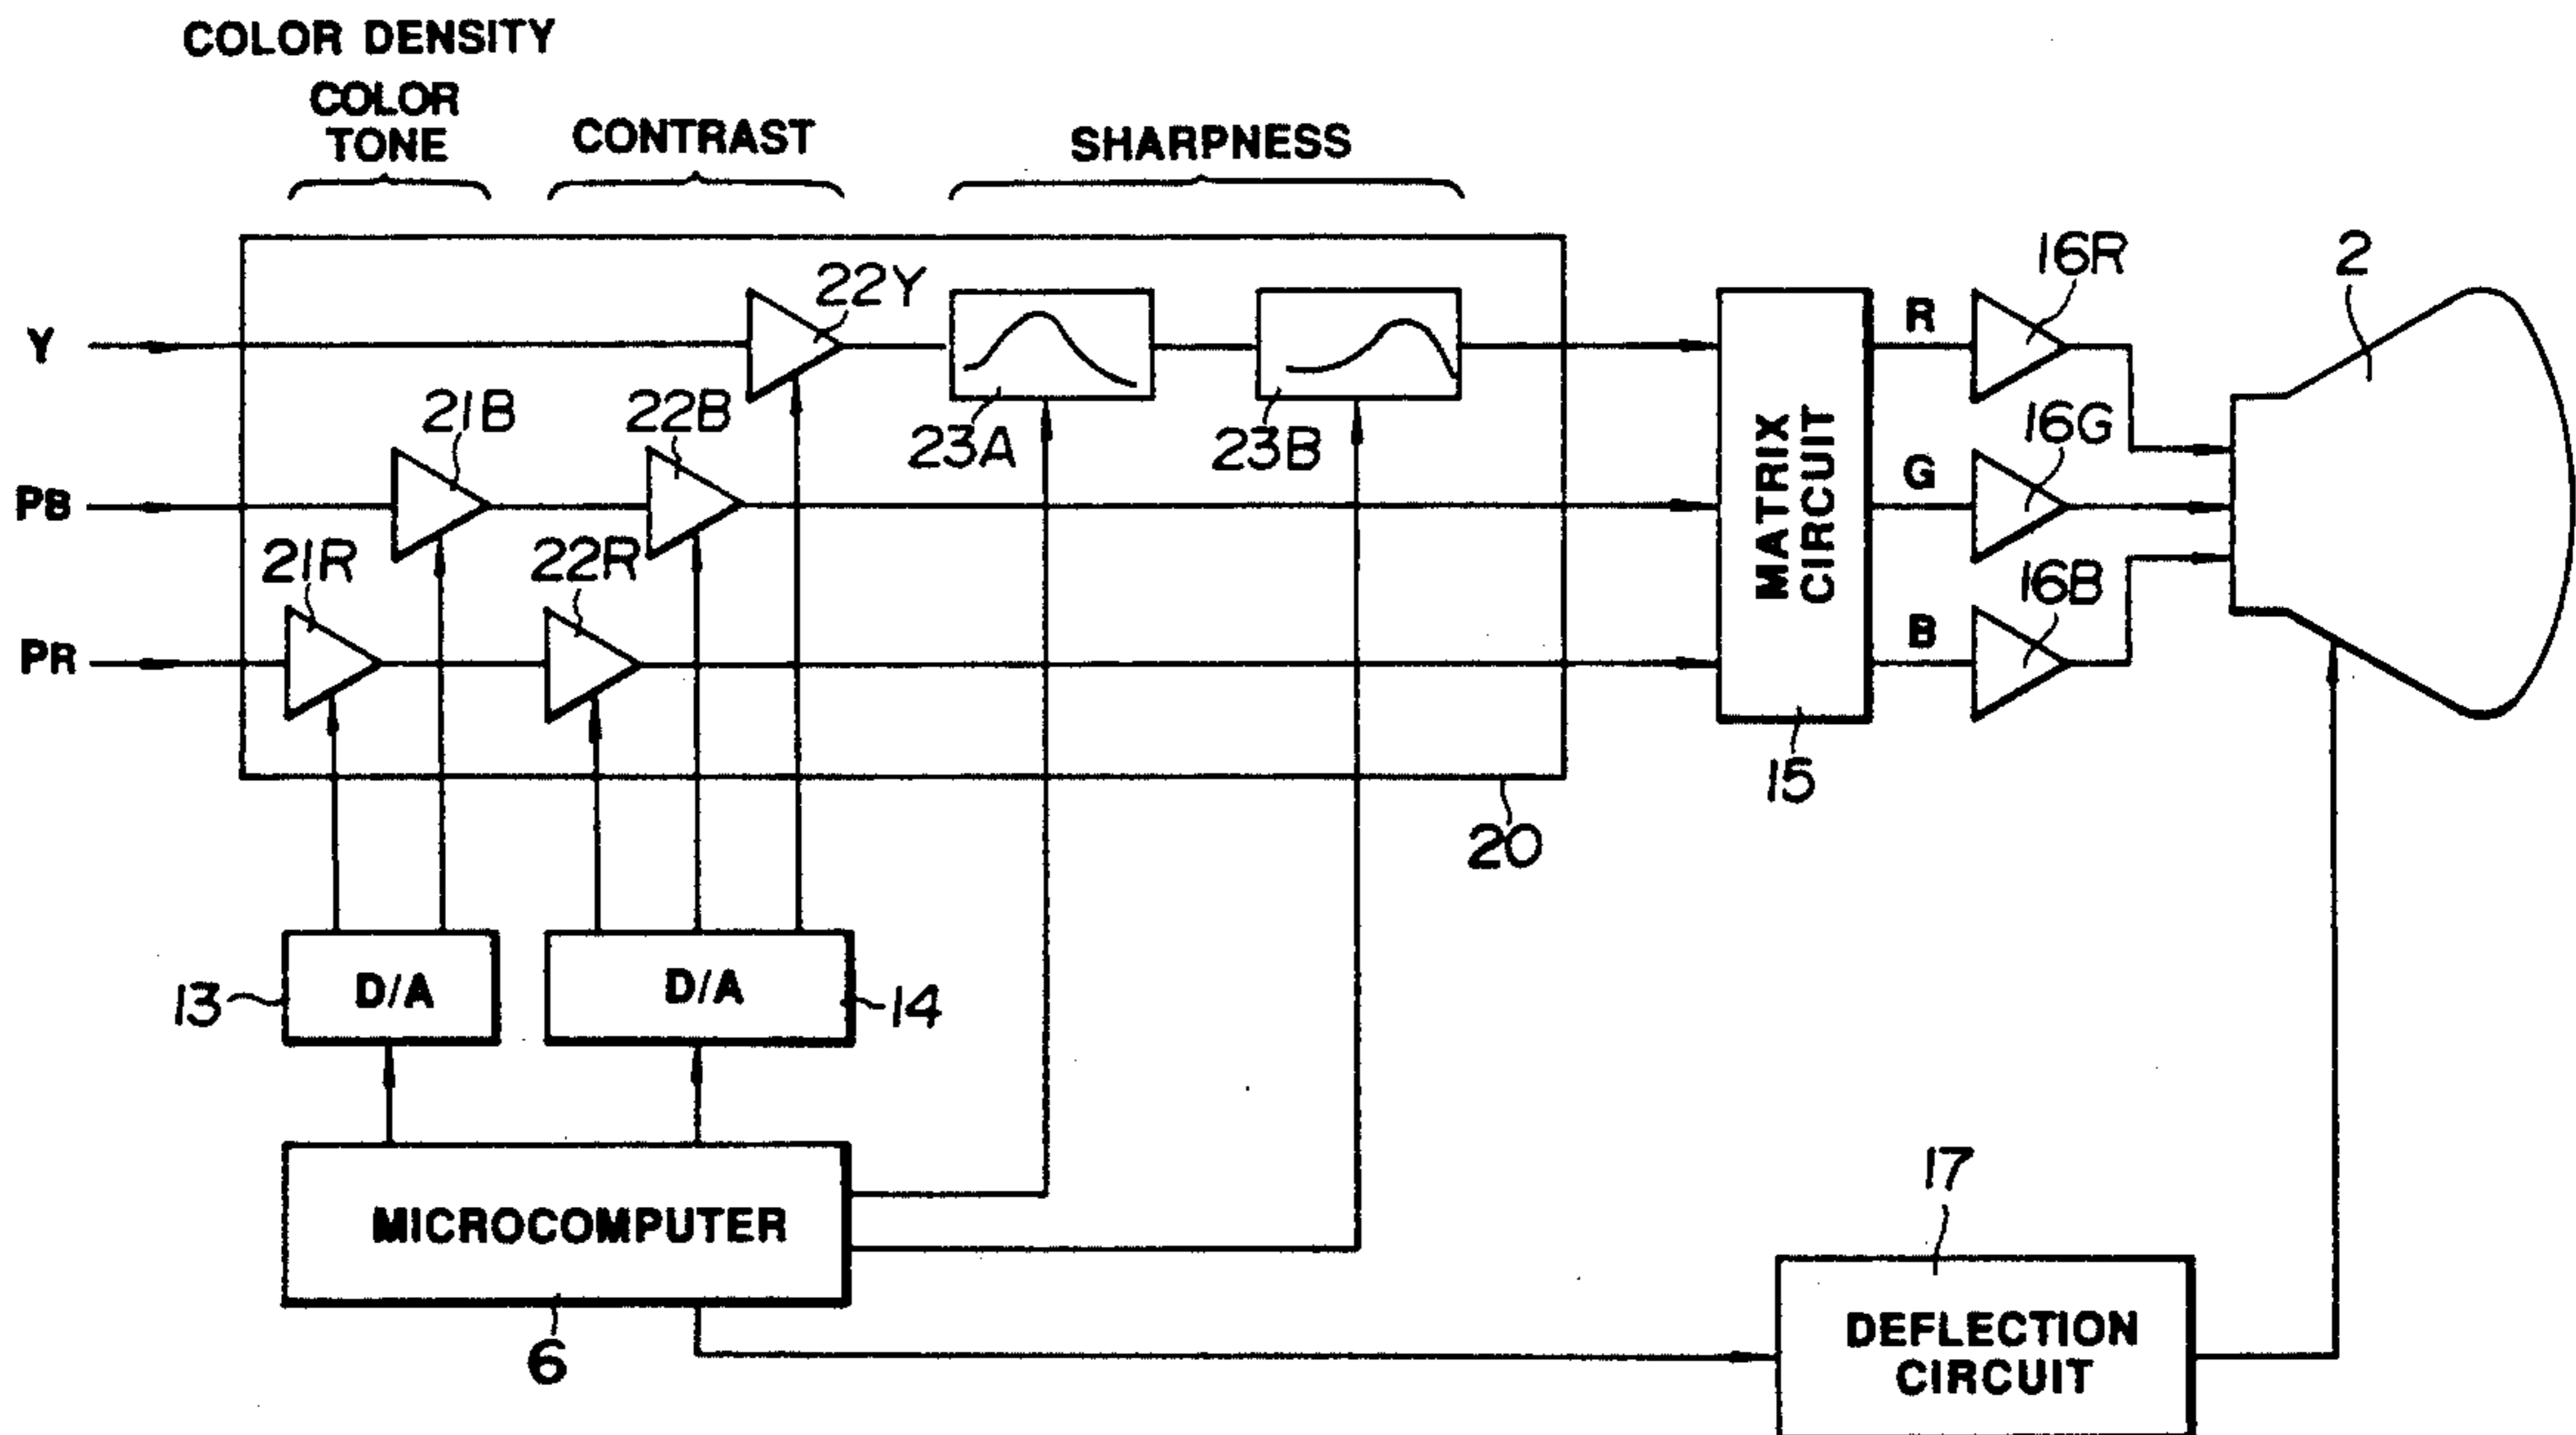 COLOR DENSITY
COLOR
TONE
CONTRAST
SHARPNESS
22Y
16R
2
Y
R
21B
22B
23A
23B
16G
PB
G
MATRIX
CIRCUIT
21R
22R
16B
PR
B
15
20
13
D/A
D/A
14
MICROCOMPUTER
17
6
DEFLECTION
CIRCUIT